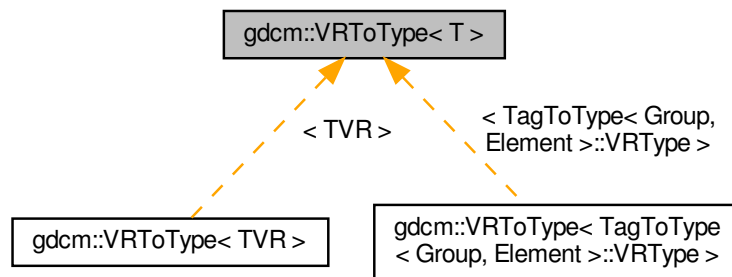 gdcm::VRToType< T >
< TVR >
< TagToType< Group,
Element >::VRType >
gdcm::VRToType< TVR >
gdcm::VRToType< TagToType
< Group, Element >::VRType >